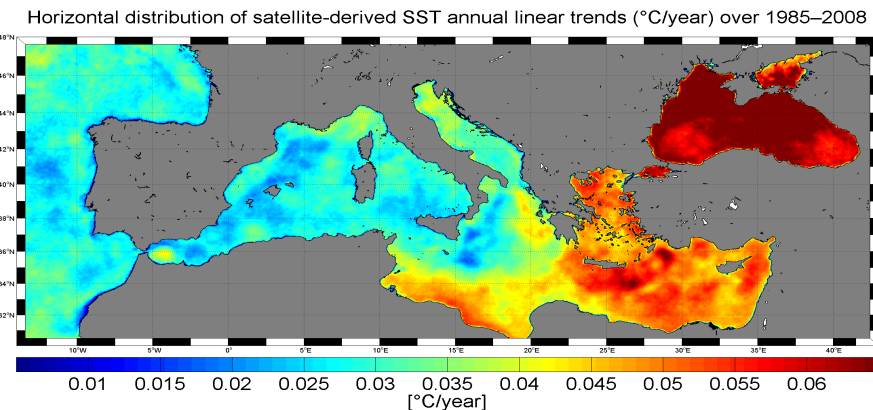 Horizontal distribution of satellite-derived SST annual linear trends (°C/year) over 1985–2008
48°N
46°N
44°N
42°N
40°N
38°N
36°N
34°N
32°N
10°W 5°W 0° 5°E 10°E 15°E 20°E 25°E 30°E 35°E 40°E
0.01 0.015 0.02 0.025 0.03 0.035 0.04 0.045 0.05 0.055 0.06
[°C/year]